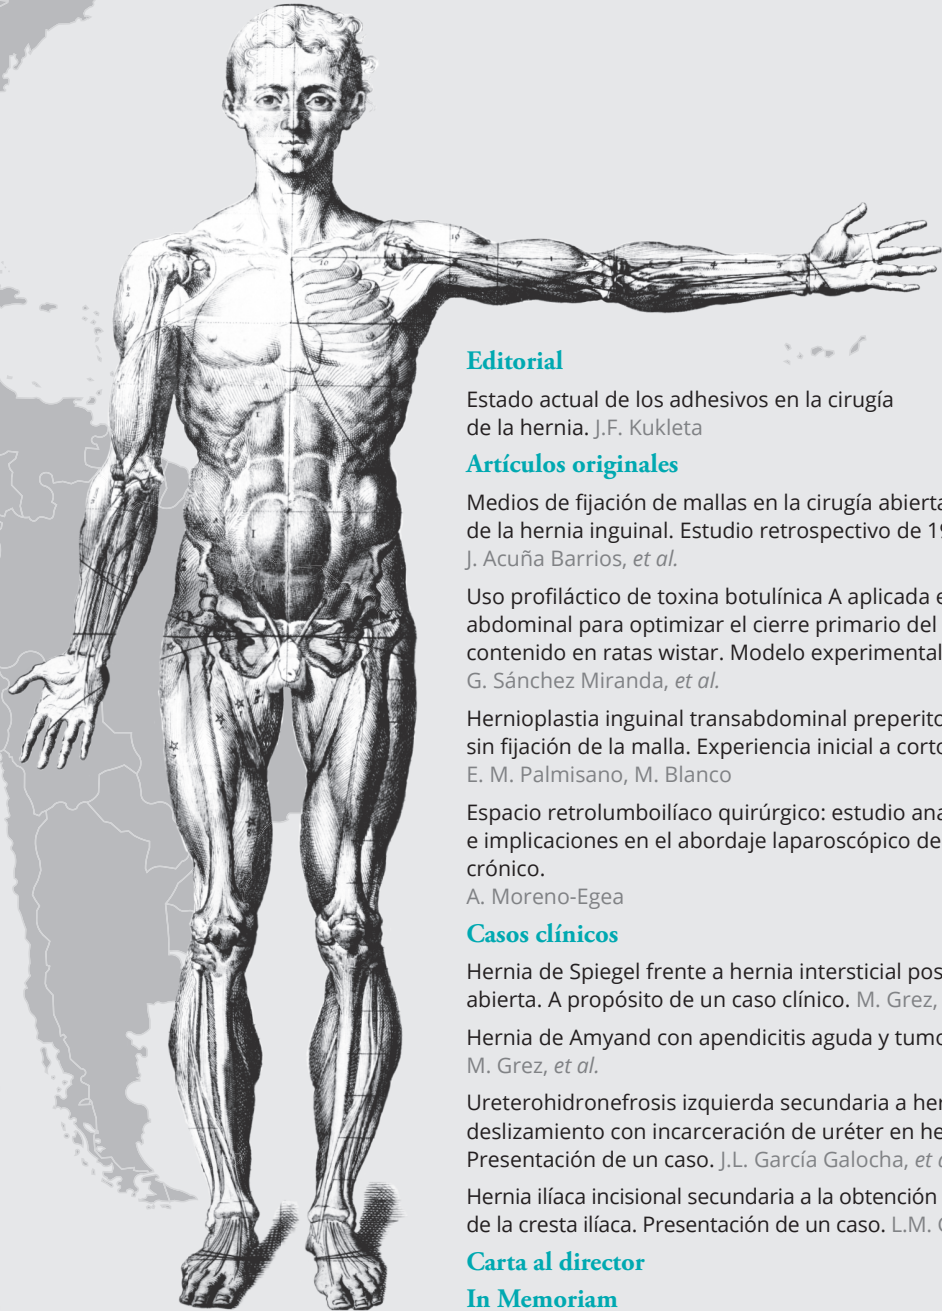 Editorial
Estado actual de los adhesivos en la cirugía
de la hernia. J.F. Kukleta
Artículos originales
Medios de fijación de mallas en la cirugía abierta
de la hernia inguinal. Estudio retrospectivo de 19
J. Acuña Barrios, et al.
Uso profiláctico de toxina botulínica A aplicada e
abdominal para optimizar el cierre primario del
contenido en ratas wistar. Modelo experimental
G. Sánchez Miranda, et al.
Hernioplastia inguinal transabdominal preperito
sin fijación de la malla. Experiencia inicial a corto
E. M. Palmisano, M. Blanco
Espacio retrolumboilíaco quirúrgico: estudio ana
e implicaciones en el abordaje laparoscópico de
crónico.
A. Moreno-Egea
Casos clínicos
Hernia de Spiegel frente a hernia intersticial pos
abierta. A propósito de un caso clínico. M. Grez,
Hernia de Amyand con apendicitis aguda y tumo
M. Grez, et al.
Ureterohidronefrosis izquierda secundaria a her
deslizamiento con incarceración de uréter en he
Presentación de un caso. J.L. García Galocha, et a
Hernia ilíaca incisional secundaria a la obtención
de la cresta ilíaca. Presentación de un caso. L.M.
Carta al director
In Memoriam